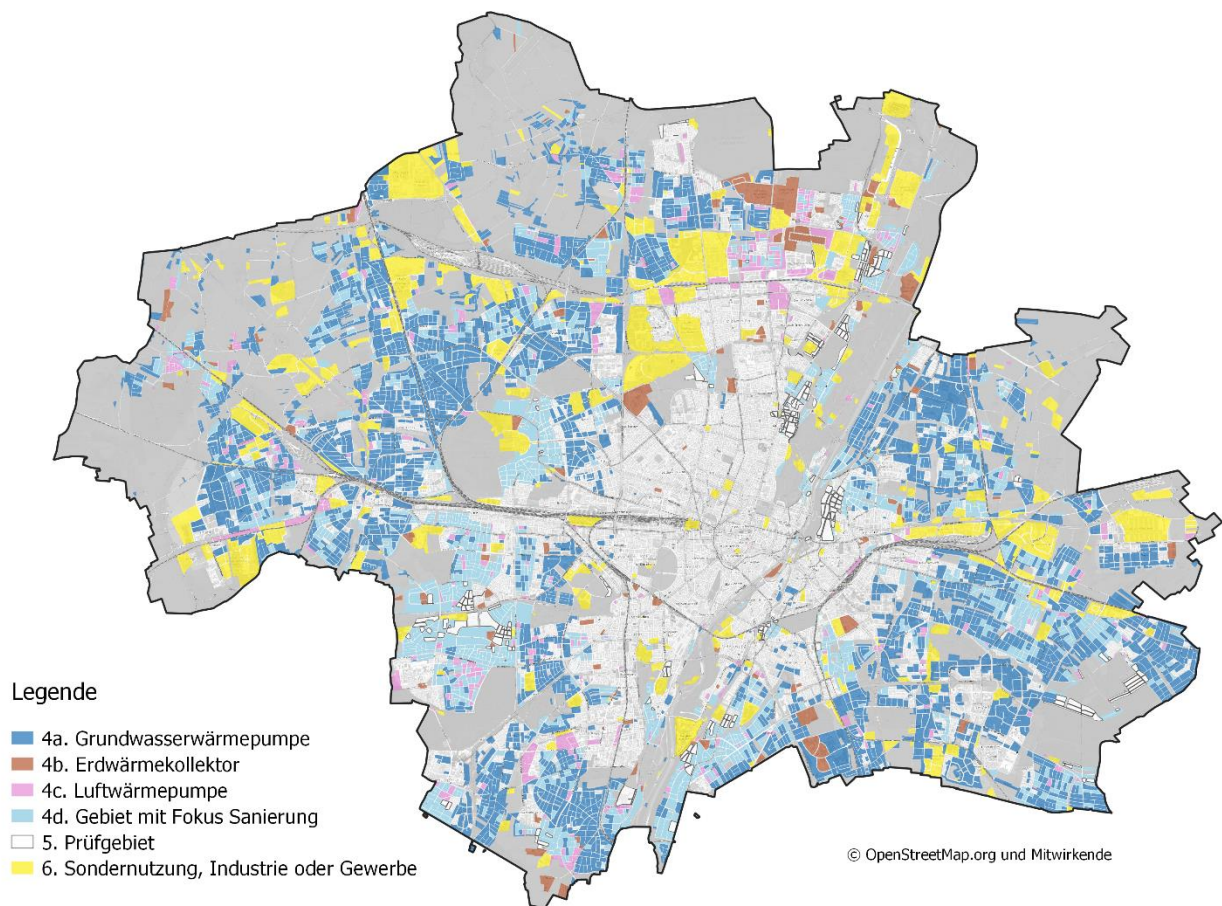 Legende
4a. Grundwasserwärmepumpe
4b. Erdwärmekollektor
4c. Luftwärmepumpe
4d. Gebiet mit Fokus Sanierung
5. Prüfgebiet
6. Sondernutzung, Industrie oder Gewerbe
© OpenStreetMap.org und Mitwirkende